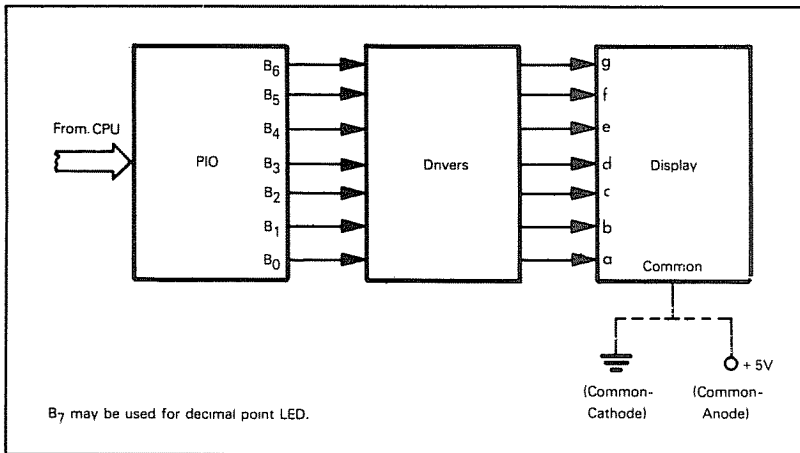 B6 g
B5 f
From CPU
B4 e
PIO Drivers B3 d Display
B2 c
B1 b
B0 a
Common
+ 5V
(Common-
Cathode)
(Common-
Anode)
B7 may be used for decimal point LED.